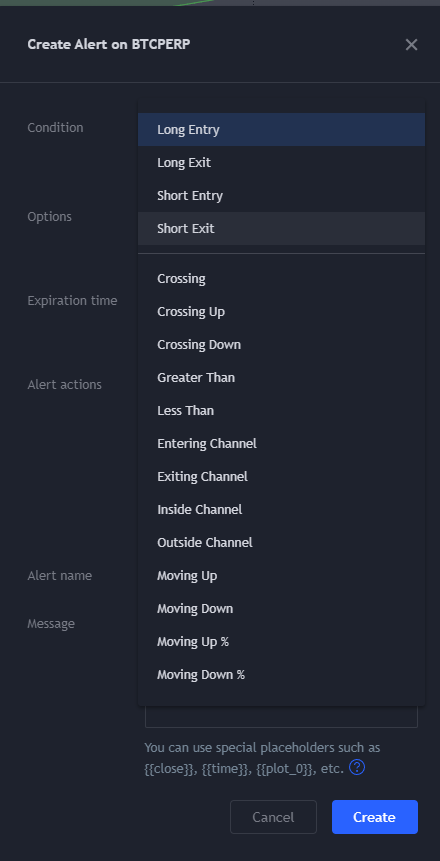 Create Alert on BTCPERP
Condition
Long Entry
Long Exit
Short Entry
Options
Short Exit
Crossing
Expiration time
Crossing Up
Crossing Down
Greater Than
Alert actions
Less Than
Entering Channel
Exiting Channel
Inside Channel
Outside Channel
Alert name
Moving Up
Moving Down
Message
Moving Up %
Moving Down %
You can use special placeholders such as
{{close}}, {{time}}, {{plot_0}}, etc.
Cancel
Create